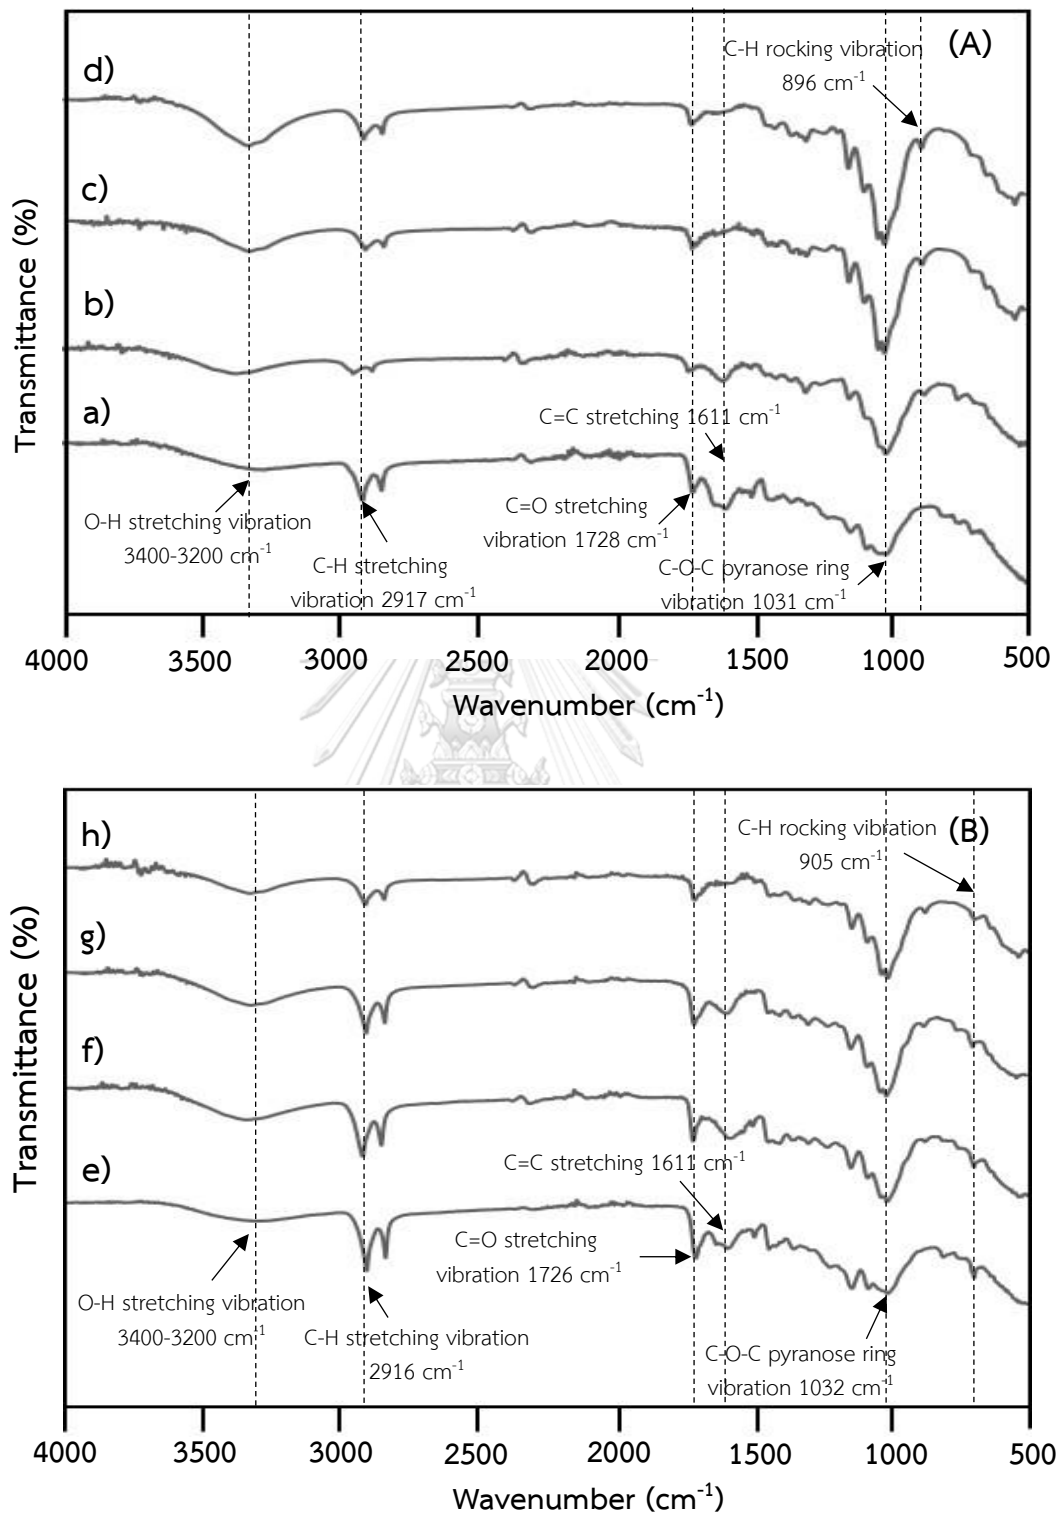 (A)
C-H rocking vibration
896 cm⁻¹
d)
c)
b)
a)
C=C stretching 1611 cm⁻¹
C=O stretching
vibration 1728 cm⁻¹
O-H stretching vibration
3400-3200 cm⁻¹
C-H stretching
vibration 2917 cm⁻¹
C-O-C pyranose ring
vibration 1031 cm⁻¹
Transmittance (%)
4000 3500 3000 2500 2000 1500 1000 500
Wavenumber (cm⁻¹)
(B)
C-H rocking vibration
905 cm⁻¹
h)
g)
f)
e)
C=C stretching 1611 cm⁻¹
C=O stretching
vibration 1726 cm⁻¹
O-H stretching vibration
3400-3200 cm⁻¹
C-H stretching vibration
2916 cm⁻¹
C-O-C pyranose ring
vibration 1032 cm⁻¹
Transmittance (%)
4000 3500 3000 2500 2000 1500 1000 500
Wavenumber (cm⁻¹)